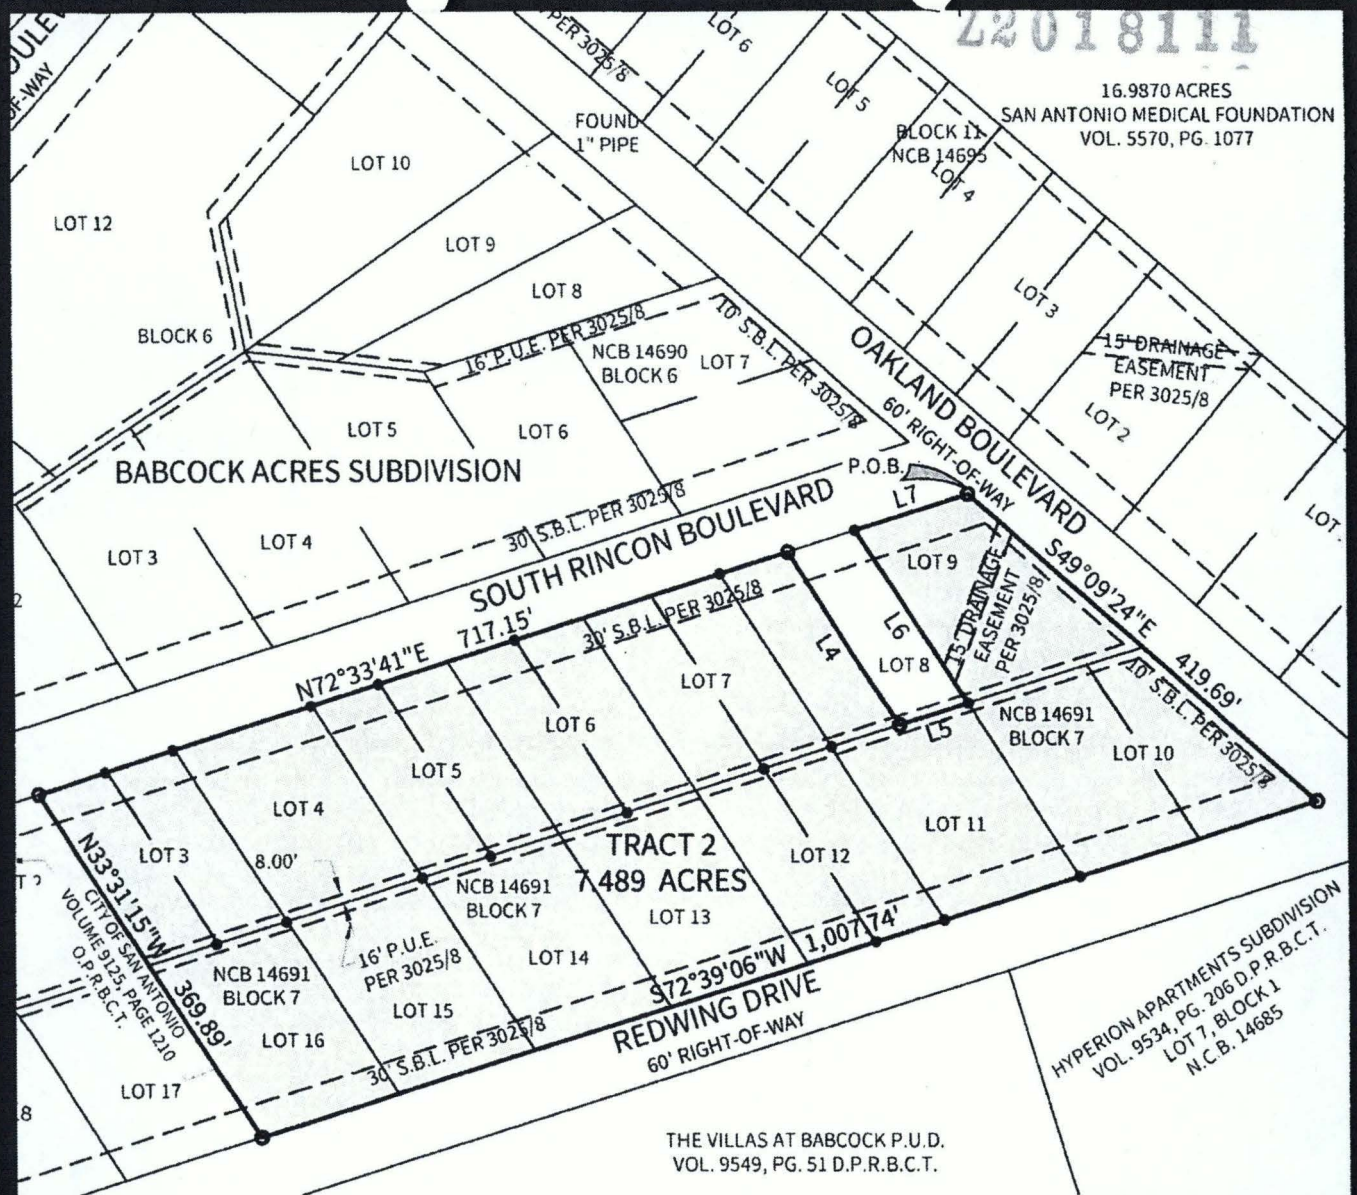 Z2018111
16.9870 ACRES
SAN ANTONIO MEDICAL FOUNDATION
VOL. 5570, PG. 1077
OF-WAY
PER 3025/8
LOT 6
LOT 5
BLOCK 11
NCB 14695
LOT 4
FOUND
1" PIPE
LOT 10
LOT 12
LOT 9
LOT 8
LOT 3
BLOCK 6
16' P.U.E. PER 3025/8
NCB 14690
BLOCK 6
LOT 7
10' S.B.L. PER 3025/8
OAKLAND BOULEVARD
60' RIGHT-OF-WAY
15' DRAINAGE
EASEMENT
PER 3025/8
LOT 2
LOT
LOT 5
LOT 6
BABCOCK ACRES SUBDIVISION
P.O.B.
L7
LOT 3
LOT 4
30' S.B.L. PER 3025/8
SOUTH RINCON BOULEVARD
LOT 9
15' DRAINAGE
EASEMENT
PER 3025/8
S49°09'24"E
419.69'
2
N72°33'41"E
717.15'
30' S.B.L. PER 3025/8
L4
L6
LOT 8
L5
LOT 7
LOT 6
LOT 5
LOT 4
LOT 3
NCB 14691
BLOCK 7
LOT 10
10' S.B.L. PER 3025/8
LOT 11
LOT 12
TRACT 2
7.489 ACRES
8.00'
N33°31'15"W
369.89'
CITY OF SAN ANTONIO
VOLUME 9125, PAGE 1210
O.P.R.B.C.T.
NCB 14691
BLOCK 7
LOT 13
LOT 14
16' P.U.E.
PER 3025/8
LOT 15
NCB 14691
BLOCK 7
LOT 16
LOT 17
30' S.B.L. PER 3025/8
S72°39'06"W
1,007.74'
REDWING DRIVE
60' RIGHT-OF-WAY
HYPERION APARTMENTS SUBDIVISION
VOL. 9534, PG. 206 D.P.R.B.C.T.
LOT 7, BLOCK 1
N.C.B. 14685
THE VILLAS AT BABCOCK P.U.D.
VOL. 9549, PG. 51 D.P.R.B.C.T.